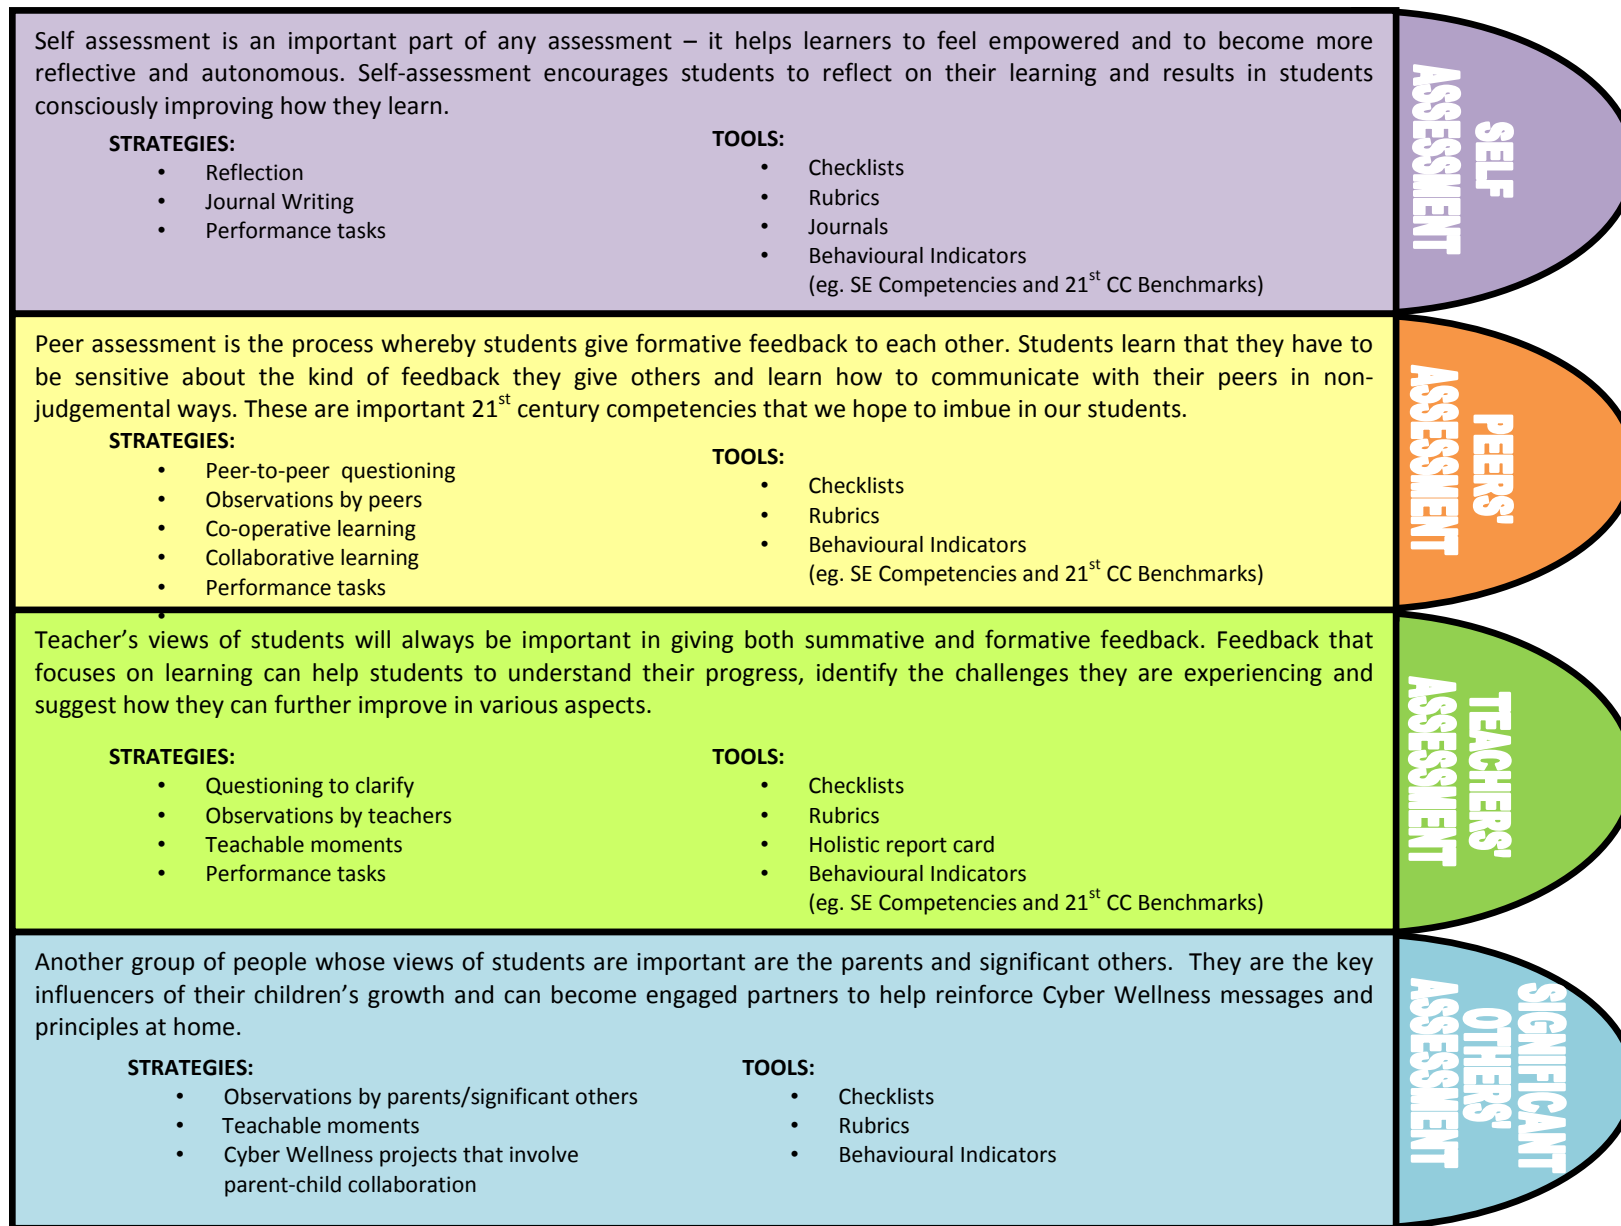 Self assessment is an important part of any assessment – it helps learners to feel empowered and to become more
reflective and autonomous. Self-assessment encourages students to reflect on their learning and results in students
consciously improving how they learn.
STRATEGIES:
• Reflection
• Journal Writing
• Performance tasks
TOOLS:
• Checklists
• Rubrics
• Journals
• Behavioural Indicators
(eg. SE Competencies and 21st CC Benchmarks)
SELF
ASSESSMENT
Peer assessment is the process whereby students give formative feedback to each other. Students learn that they have to
be sensitive about the kind of feedback they give others and learn how to communicate with their peers in non-
judgemental ways. These are important 21st century competencies that we hope to imbue in our students.
STRATEGIES:
• Peer-to-peer questioning
• Observations by peers
• Co-operative learning
• Collaborative learning
• Performance tasks
•
TOOLS:
• Checklists
• Rubrics
• Behavioural Indicators
(eg. SE Competencies and 21st CC Benchmarks)
PEERS'
ASSESSMENT
Teacher’s views of students will always be important in giving both summative and formative feedback. Feedback that
focuses on learning can help students to understand their progress, identify the challenges they are experiencing and
suggest how they can further improve in various aspects.
STRATEGIES:
• Questioning to clarify
• Observations by teachers
• Teachable moments
• Performance tasks
TOOLS:
• Checklists
• Rubrics
• Holistic report card
• Behavioural Indicators
(eg. SE Competencies and 21st CC Benchmarks)
TEACHERS'
ASSESSMENT
Another group of people whose views of students are important are the parents and significant others. They are the key
influencers of their children’s growth and can become engaged partners to help reinforce Cyber Wellness messages and
principles at home.
STRATEGIES:
• Observations by parents/significant others
• Teachable moments
• Cyber Wellness projects that involve
parent-child collaboration
TOOLS:
• Checklists
• Rubrics
• Behavioural Indicators
SIGNIFICANT
OTHERS'
ASSESSMENT